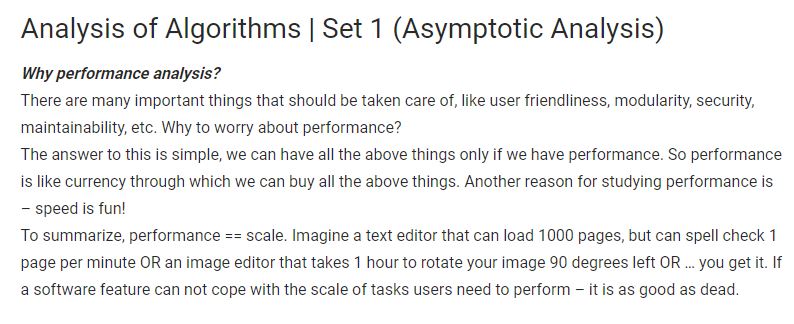 Analysis of Algorithms | Set 1 (Asymptotic Analysis)
Why performance analysis?
There are many important things that should be taken care of, like user friendliness, modularity, security,
maintainability, etc. Why to worry about performance?
The answer to this is simple, we can have all the above things only if we have performance. So performance
is like currency through which we can buy all the above things. Another reason for studying performance is
– speed is fun!
To summarize, performance == scale. Imagine a text editor that can load 1000 pages, but can spell check 1
page per minute OR an image editor that takes 1 hour to rotate your image 90 degrees left OR … you get it. If
a software feature can not cope with the scale of tasks users need to perform – it is as good as dead.